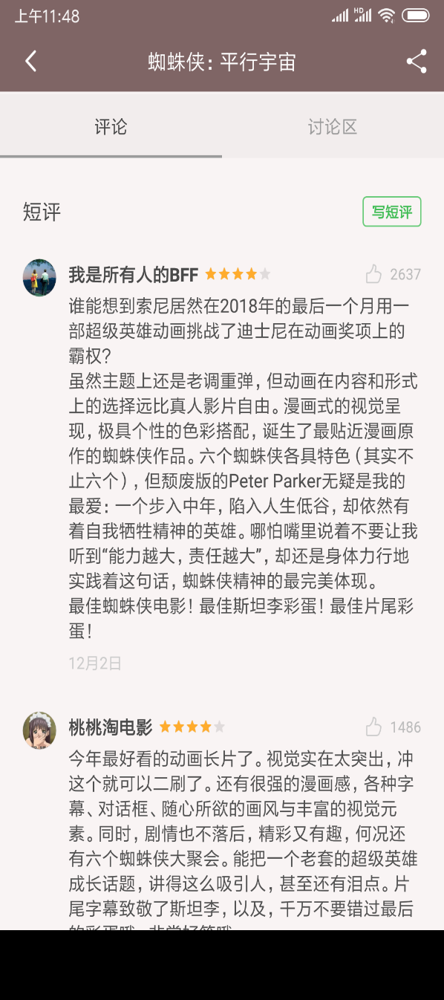 上午11:48
HD
蜘蛛侠：平行宇宙
评论
讨论区
短评
写短评
我是所有人的BFF
2637
谁能想到索尼居然在2018年的最后一个月用一
部超级英雄动画挑战了迪士尼在动画奖项上的
霸权？
虽然主题上还是老调重弹，但动画在内容和形式
上的选择远比真人影片自由。漫画式的视觉呈
现，极具个性的色彩搭配，诞生了最贴近漫画原
作的蜘蛛侠作品。六个蜘蛛侠各具特色（其实不
止六个），但颓废版的Peter Parker无疑是我的
最爱：一个步入中年，陷入人生低谷，却依然有
着自我牺牲精神的英雄。哪怕嘴里说着不要让我
听到“能力越大，责任越大”，却还是身体力行地
实践着这句话，蜘蛛侠精神的最完美体现。
最佳蜘蛛侠电影！最佳斯坦李彩蛋！最佳片尾彩
蛋！
12月2日
桃桃淘电影
1486
今年最好看的动画长片了。视觉实在太突出，冲
这个就可以二刷了。还有很强的漫画感，各种字
幕、对话框、随心所欲的画风与丰富的视觉元
素。同时，剧情也不落后，精彩又有趣，何况还
有六个蜘蛛侠大聚会。能把一个老套的超级英雄
成长话题，讲得这么吸引人，甚至还有泪点。片
尾字幕致敬了斯坦李，以及，千万不要错过最后